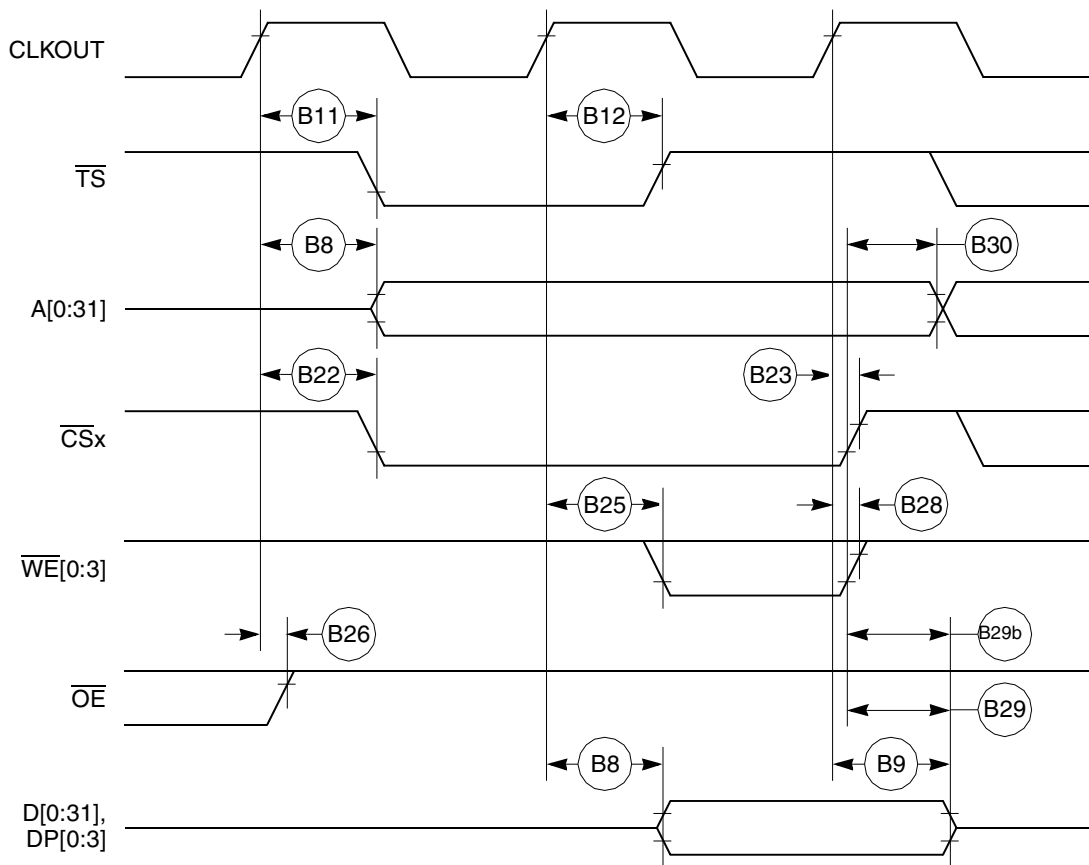 CLKOUT
B11
B12
TS
B8
B30
A[0:31]
B22
B23
CSx
B25
B28
WE[0:3]
B26
B29b
OE
B29
B8
B9
D[0:31],
DP[0:3]